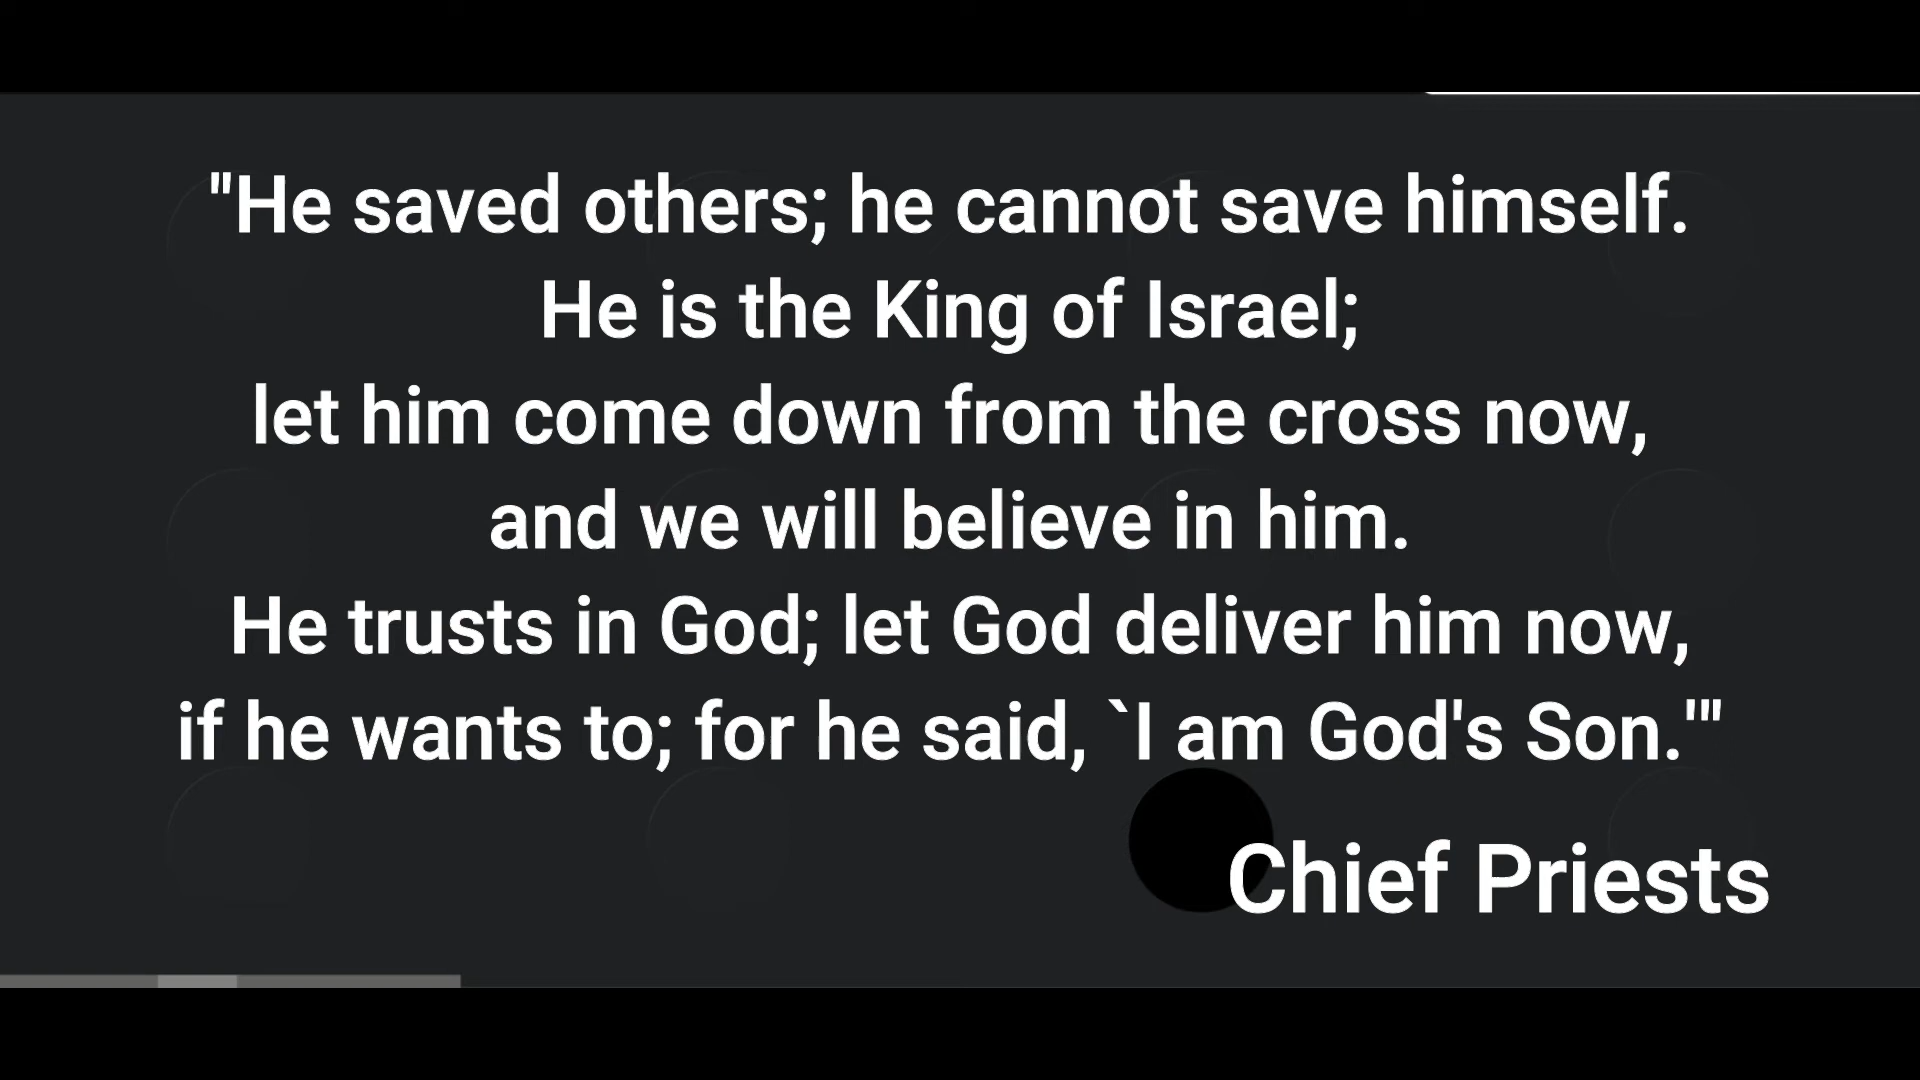 "He saved others; he cannot save himself.
He is the King of Israel;
let him come down from the cross now,
and we will believe in him.
He trusts in God; let God deliver him now,
if he wants to; for he said, `I am God's Son.'"
Chief Priests